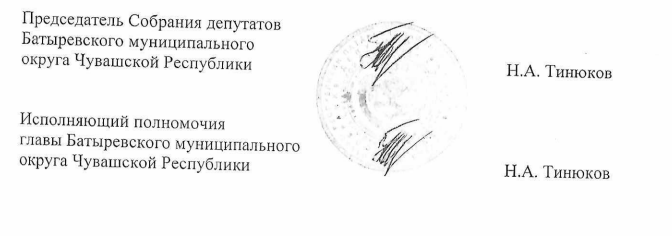 Председатель Собрания депутатов
Батыревского муниципального
округа Чувашской Республики
Н.А. Тинюков
Исполняющий полномочия
главы Батыревского муниципального
округа Чувашской Республики
Н.А. Тинюков